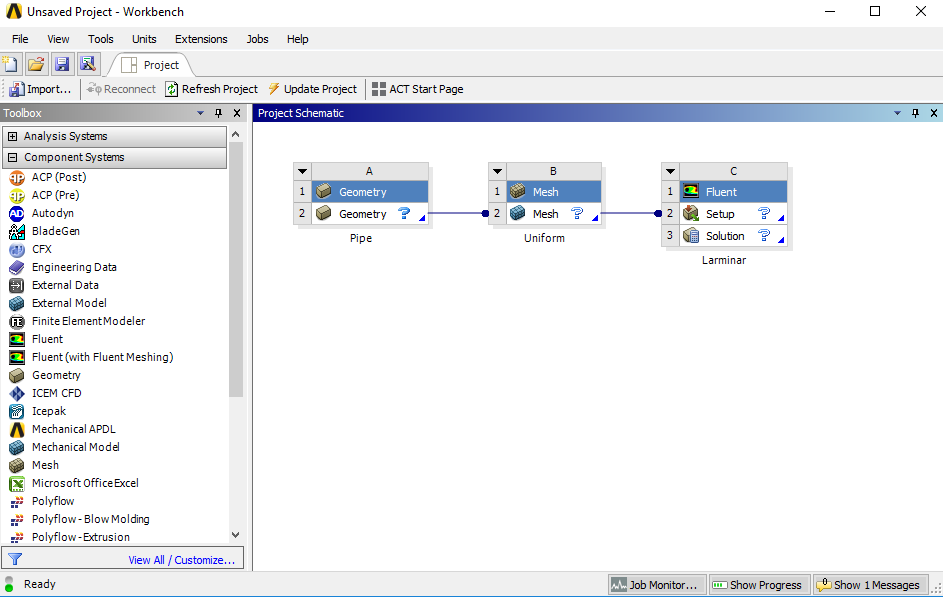 Unsaved Project - Workbench
File View Tools Units Extensions Jobs Help
Project
Import... Reconnect Refresh Project Update Project ACT Start Page
Toolbox
Analysis Systems
Component Systems
ACP (Post)
ACP (Pre)
Autodyn
BladeGen
CFX
Engineering Data
External Data
External Model
Finite Element Modeler
Fluent
Fluent (with Fluent Meshing)
Geometry
ICEM CFD
Icepak
Mechanical APDL
Mechanical Model
Mesh
Microsoft Office Excel
Polyflow
Polyflow - Blow Molding
Polyflow - Extrusion
View All / Customize...
Project Schematic
A
1 Geometry
2 Geometry ?
Pipe
B
1 Mesh
2 Mesh ?
Uniform
C
1 Fluent
2 Setup ?
3 Solution ?
Larminar
Ready
Job Monitor... Show Progress Show 1 Messages